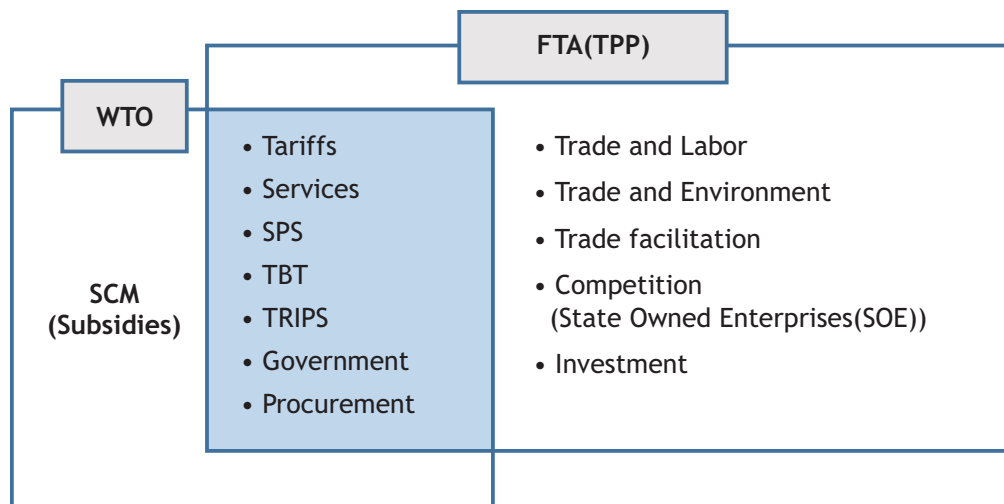 FTA(TPP)
WTO
SCM
(Subsidies)
• Tariffs
• Services
• SPS
• TBT
• TRIPS
• Government
• Procurement
• Trade and Labor
• Trade and Environment
• Trade facilitation
• Competition
(State Owned Enterprises(SOE))
• Investment